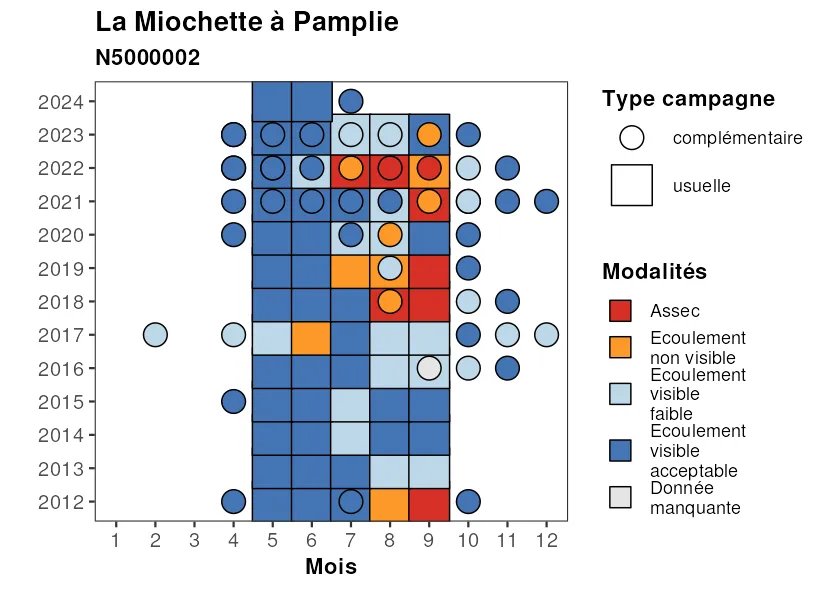 La Miochette à Pamplie
N5000002
2024
2023
2022
2021
2020
2019
2018
2017
2016
2015
2014
2013
2012
1 2 3 4 5 6 7 8 9 10 11 12
Mois
Type campagne
complémentaire
usuelle
Modalités
Assec
Ecoulement
non visible
Ecoulement
visible
faible
Ecoulement
visible
acceptable
Donnée
manquante